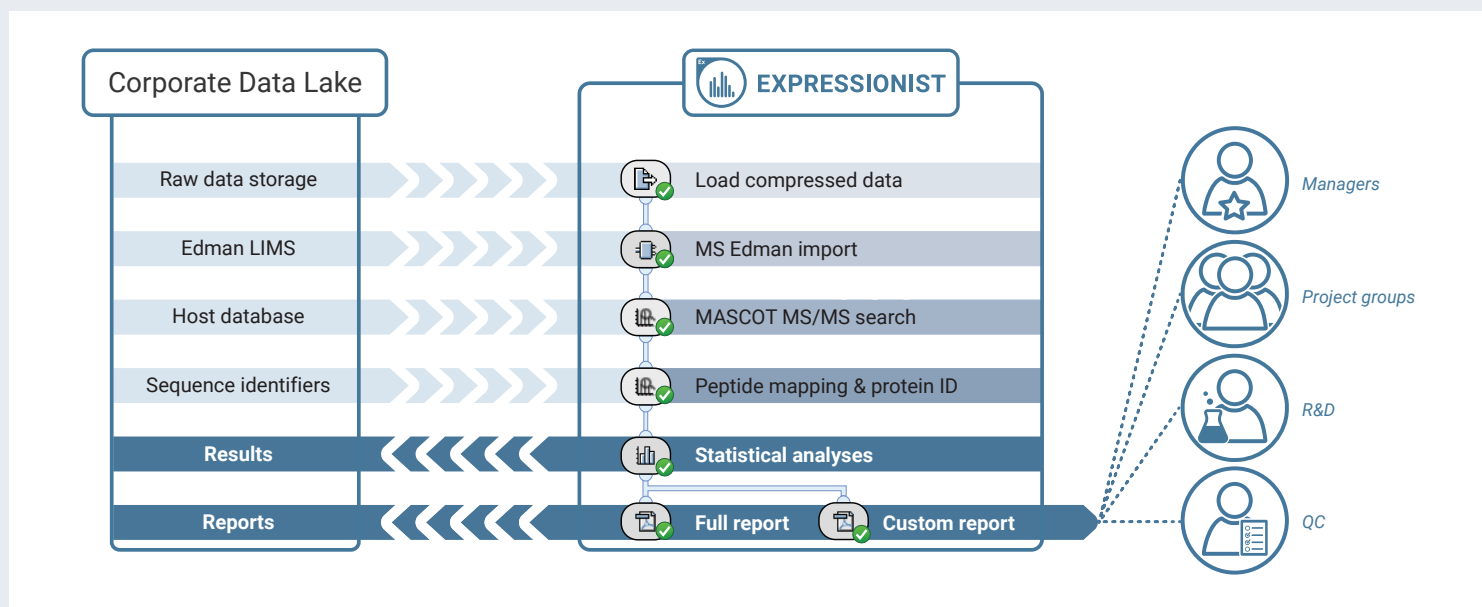 Corporate Data Lake
Ex
EXPRESSIONIST
Raw data storage
Load compressed data
Edman LIMS
MS Edman import
Host database
MASCOT MS/MS search
Sequence identifiers
Peptide mapping & protein ID
Results
Statistical analyses
Reports
Full report
Custom report
Managers
Project groups
R&D
QC